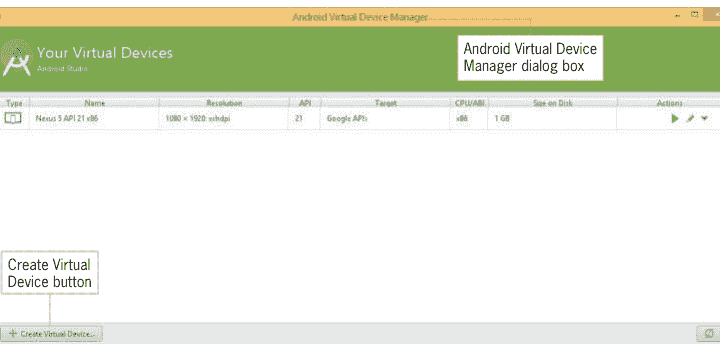 Android Virtual Device Manager
Your Virtual Devices
Android Studio
Android Virtual Device
Manager dialog box
Type Name Resolution API Target CPU/ABI Size on Disk Actions
Nexus 5 API 21 x86 1080 × 1920: xxhdpi 21 Google APIs x86 1 GB
Create Virtual
Device button
+ Create Virtual Device...